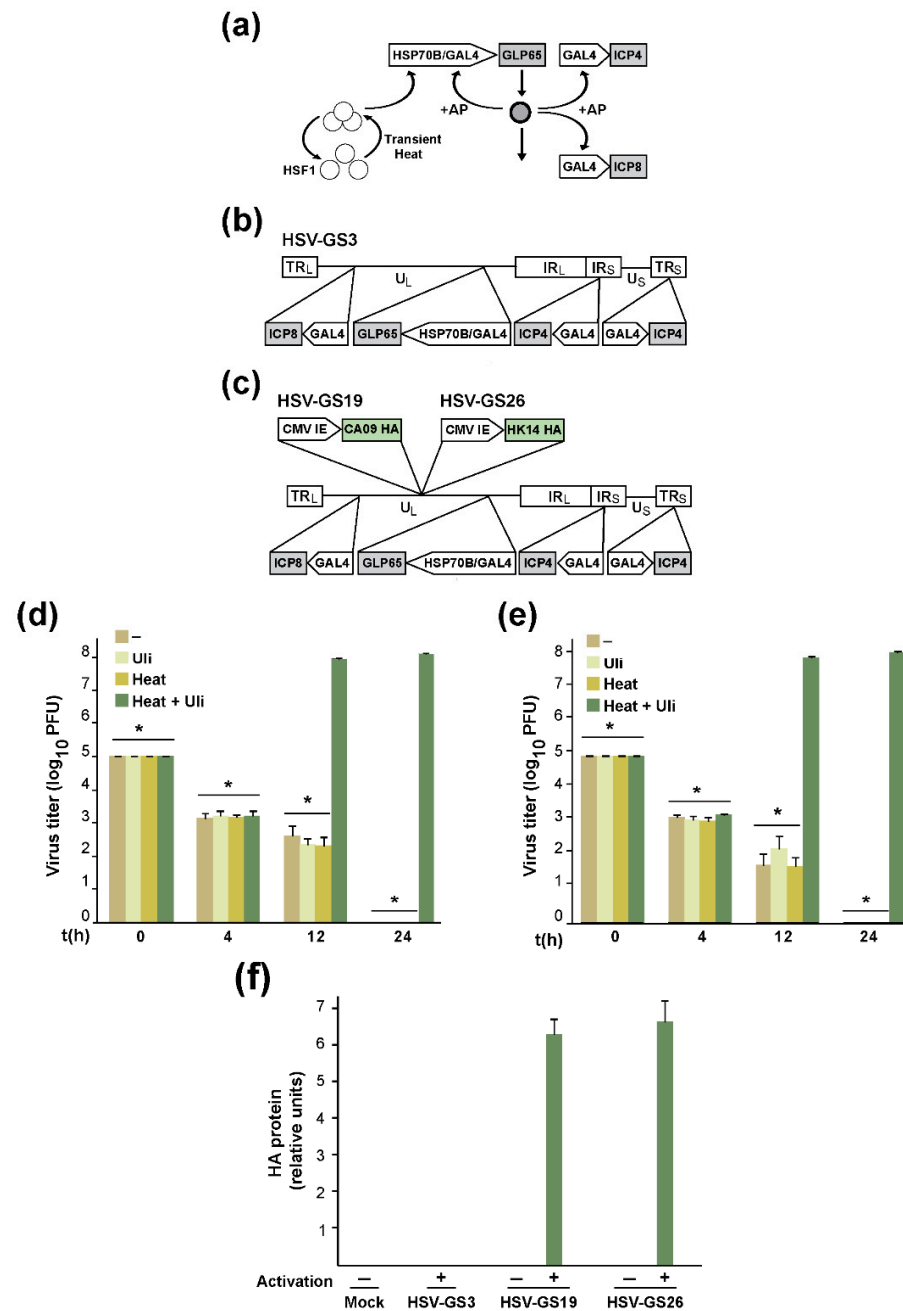 (a)
HSP70B/GAL4 GLP65 GAL4 ICP4
+AP +AP
Transient
Heat
HSF1
GAL4 ICP8
(b)
HSV-GS3
TRL UL IRL IRS US TRS
ICP8 GAL4 GLP65 HSP70B/GAL4 ICP4 GAL4 GAL4 ICP4
(c)
HSV-GS19 HSV-GS26
CMV IE CA09 HA CMV IE HK14 HA
TRL UL IRL IRS US TRS
ICP8 GAL4 GLP65 HSP70B/GAL4 ICP4 GAL4 GAL4 ICP4
(d)
Virus titer (log10 PFU)
8
7
6
5
4
3
2
1
0
–
Uli
Heat
Heat + Uli
* * * *
t(h) 0 4 12 24
(e)
Virus titer (log10 PFU)
8
7
6
5
4
3
2
1
0
–
Uli
Heat
Heat + Uli
* * * *
t(h) 0 4 12 24
(f)
HA protein
(relative units)
7
6
5
4
3
2
1
Activation – + – + – +
Mock HSV-GS3 HSV-GS19 HSV-GS26